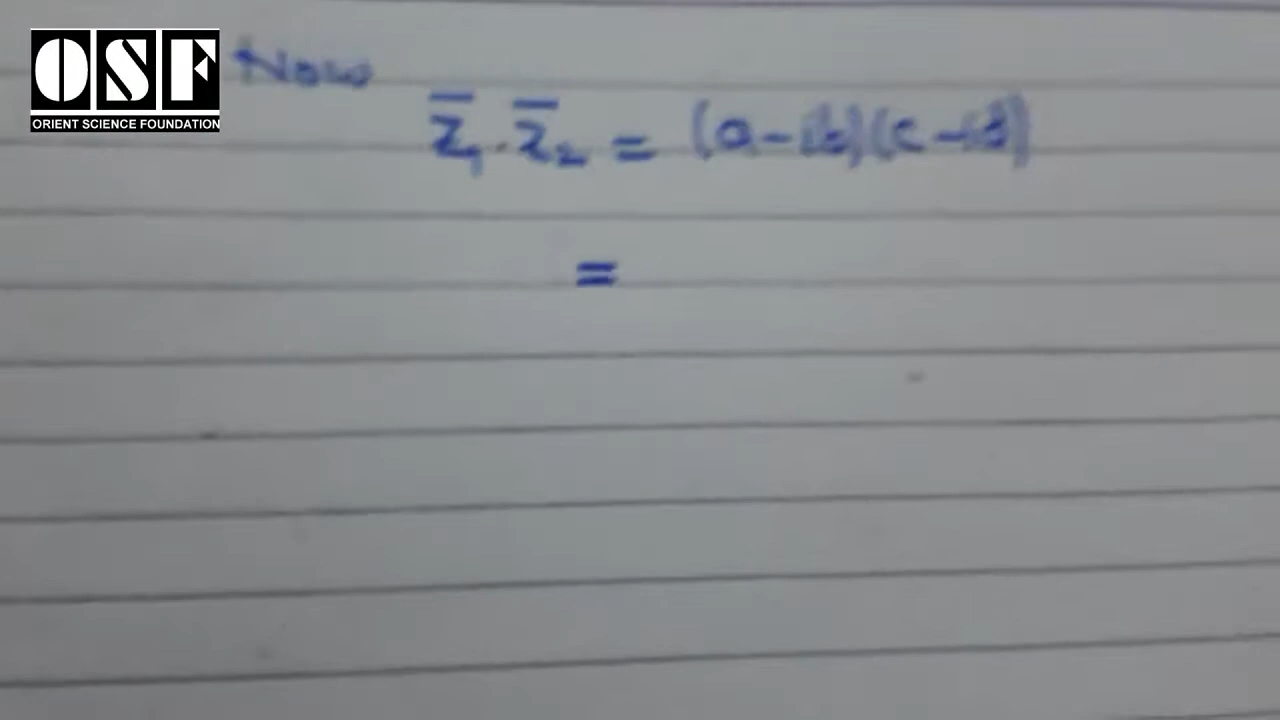 OSF
ORIENT SCIENCE FOUNDATION
Now
z̅₁ . z̅₂ = (a-ib)(c-id)
=